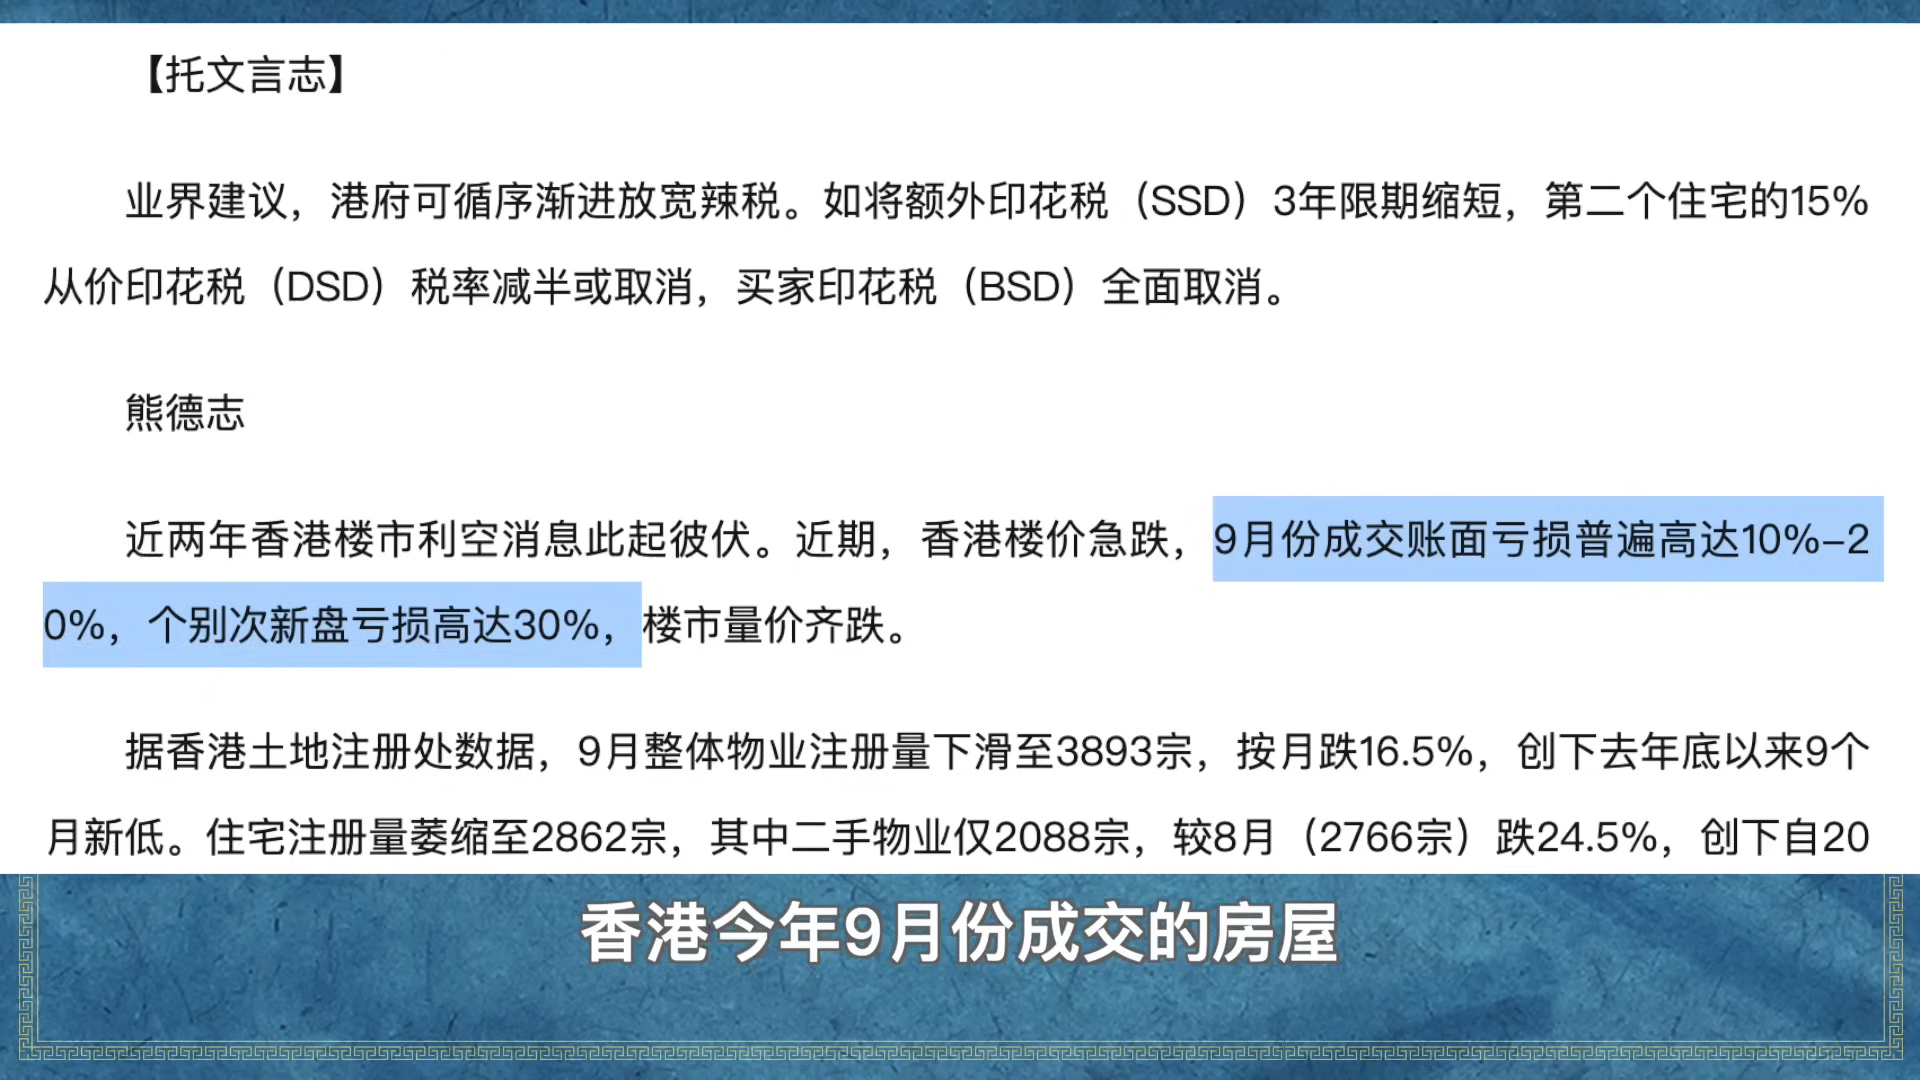 【托文言志】
业界建议，港府可循序渐进放宽辣税。如将额外印花税（SSD）3年限期缩短，第二个住宅的15%
从价印花税（DSD）税率减半或取消，买家印花税（BSD）全面取消。
熊德志
近两年香港楼市利空消息此起彼伏。近期，香港楼价急跌，9月份成交账面亏损普遍高达10%–2
0%，个别次新盘亏损高达30%，楼市量价齐跌。
据香港土地注册处数据，9月整体物业注册量下滑至3893宗，按月跌16.5%，创下去年底以来9个
月新低。住宅注册量萎缩至2862宗，其中二手物业仅2088宗，较8月（2766宗）跌24.5%，创下自20
香港今年9月份成交的房屋